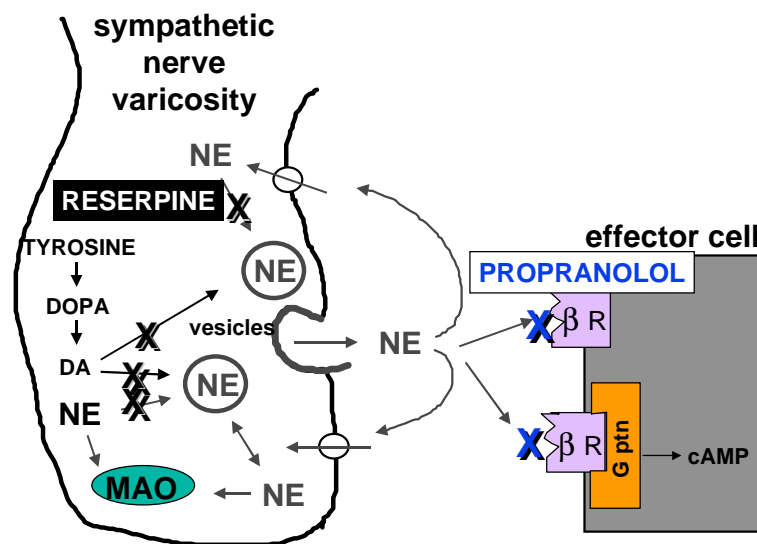 sympathetic
nerve
varicosity
NE
RESERPINE
X
TYROSINE
effector cell
PROPRANOLOL
NE
DOPA
vesicles
X
X
β R
NE
DA
X
NE
X
NE
X
β R
G ptn
cAMP
MAO
NE